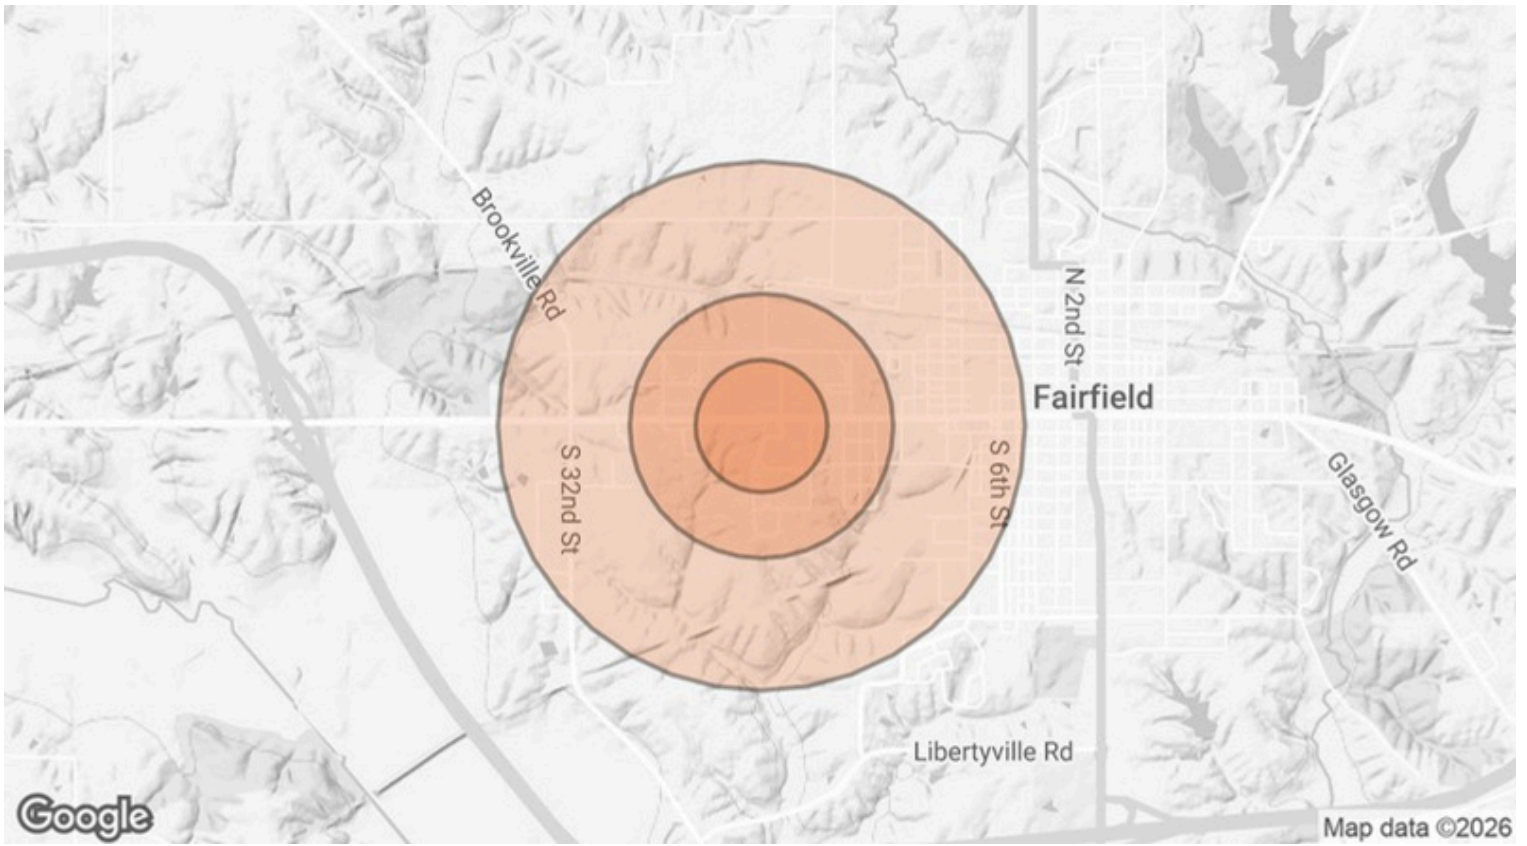 Brookville Rd
N 2nd St
Fairfield
S 32nd St
S 6th St
Glasgow Rd
Libertyville Rd
Google
Map data ©2026